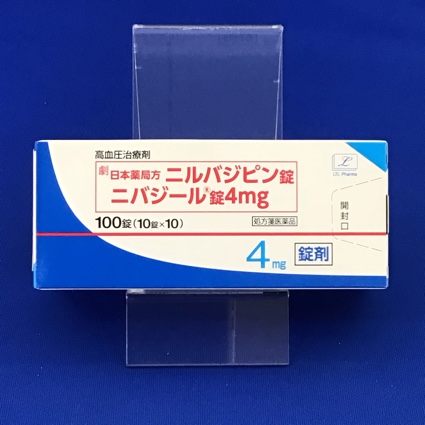 高血圧治療剤
劇 日本薬局方 ニルバジピン錠
ニバジール®錠4mg
100錠(10錠×10)
処方箋医薬品
4mg 錠剤
L
LTL Pharma
開封口